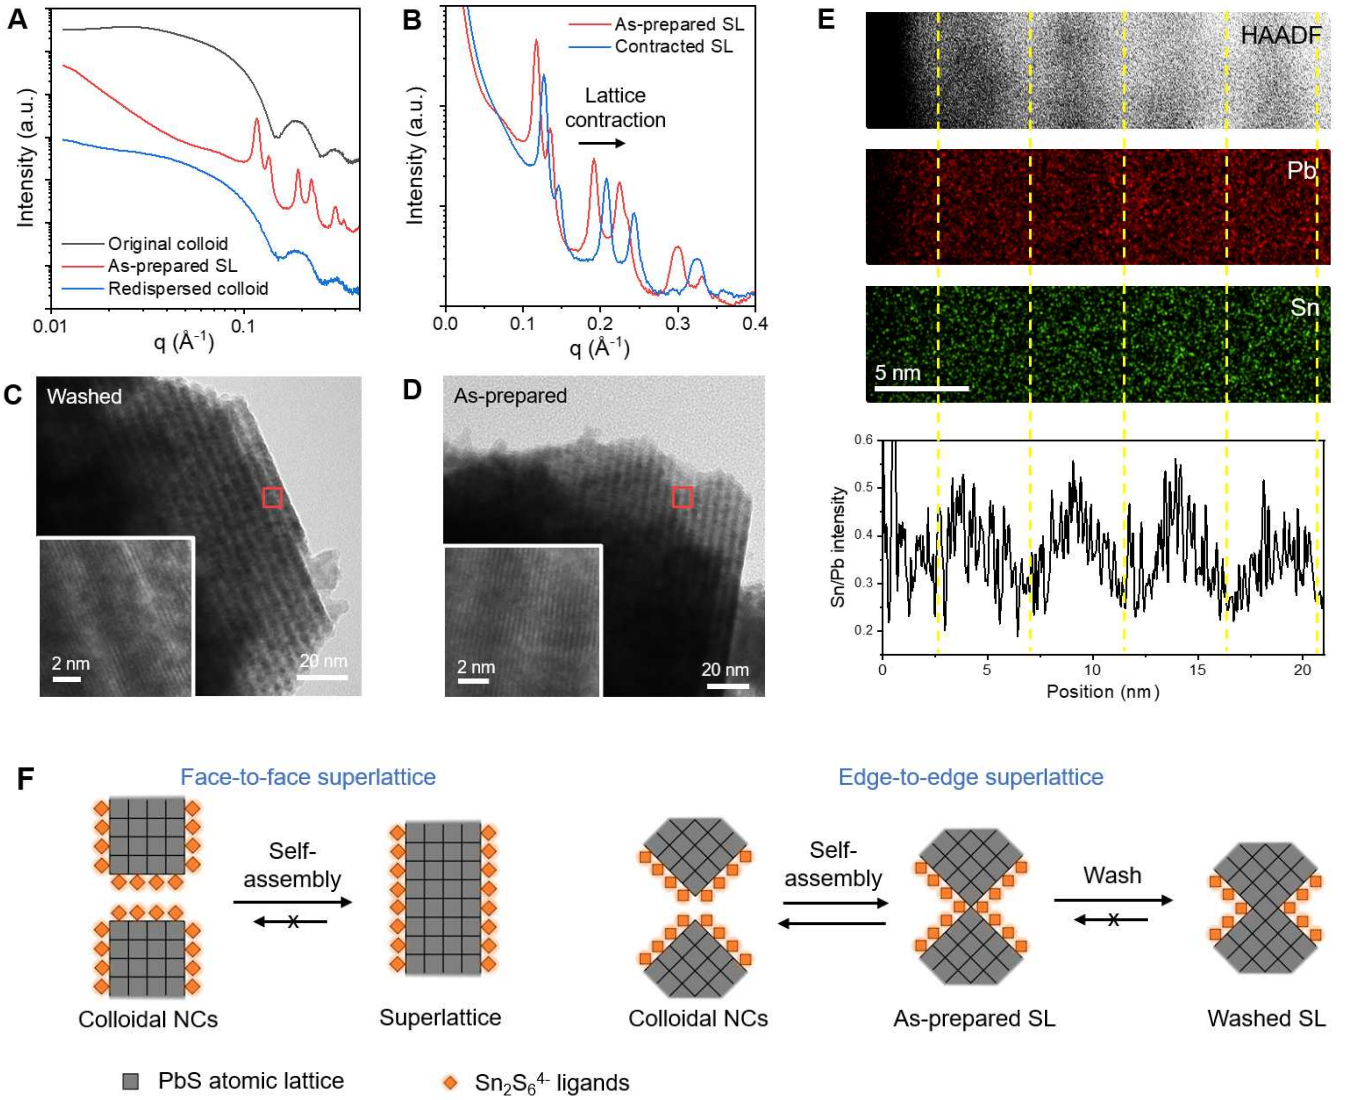 A
Intensity (a.u.)
Original colloid
As-prepared SL
Redispersed colloid
0.01
0.1
q (Å⁻¹)
B
Intensity (a.u.)
As-prepared SL
Contracted SL
Lattice
contraction
0.0
0.1
0.2
0.3
0.4
q (Å⁻¹)
C
Washed
2 nm
20 nm
D
As-prepared
2 nm
20 nm
E
HAADF
Pb
Sn
5 nm
Sn/Pb intensity
0.6
0.5
0.4
0.3
0.2
0
5
10
15
20
Position (nm)
F
Face-to-face superlattice
Self-
assembly
x
Colloidal NCs
Superlattice
Edge-to-edge superlattice
Self-
assembly
Wash
x
Colloidal NCs
As-prepared SL
Washed SL
PbS atomic lattice
Sn₂S₆⁴⁻ ligands